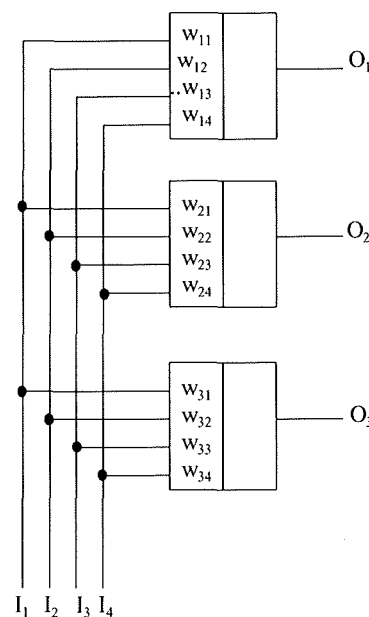 w₁₁
w₁₂ O₁
w₁₃
w₁₄
w₂₁
w₂₂ O₂
w₂₃
w₂₄
w₃₁
w₃₂ O₃
w₃₃
w₃₄
I₁ I₂ I₃ I₄